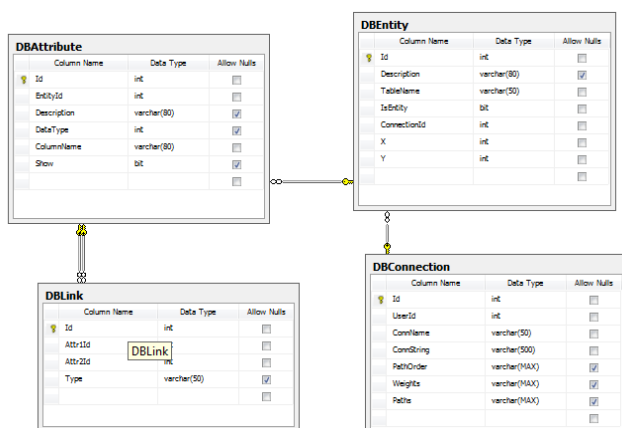 DBAttribute
Column Name Data Type Allow Nulls
Id int
EntityId int
Description varchar(80)
DataType int
ColumnName varchar(80)
Show bit
DBEntity
Column Name Data Type Allow Nulls
Id int
Description varchar(80)
TableName varchar(50)
IsEntity bit
ConnectionId int
X int
Y int
DBLink
Column Name Data Type Allow Nulls
Id int
Attr1Id
DBLink
Attr2Id int
Type varchar(50)
DBConnection
Column Name Data Type Allow Nulls
Id int
UserId int
ConnName varchar(50)
ConnString varchar(500)
PathOrder varchar(MAX)
Weights varchar(MAX)
Paths varchar(MAX)